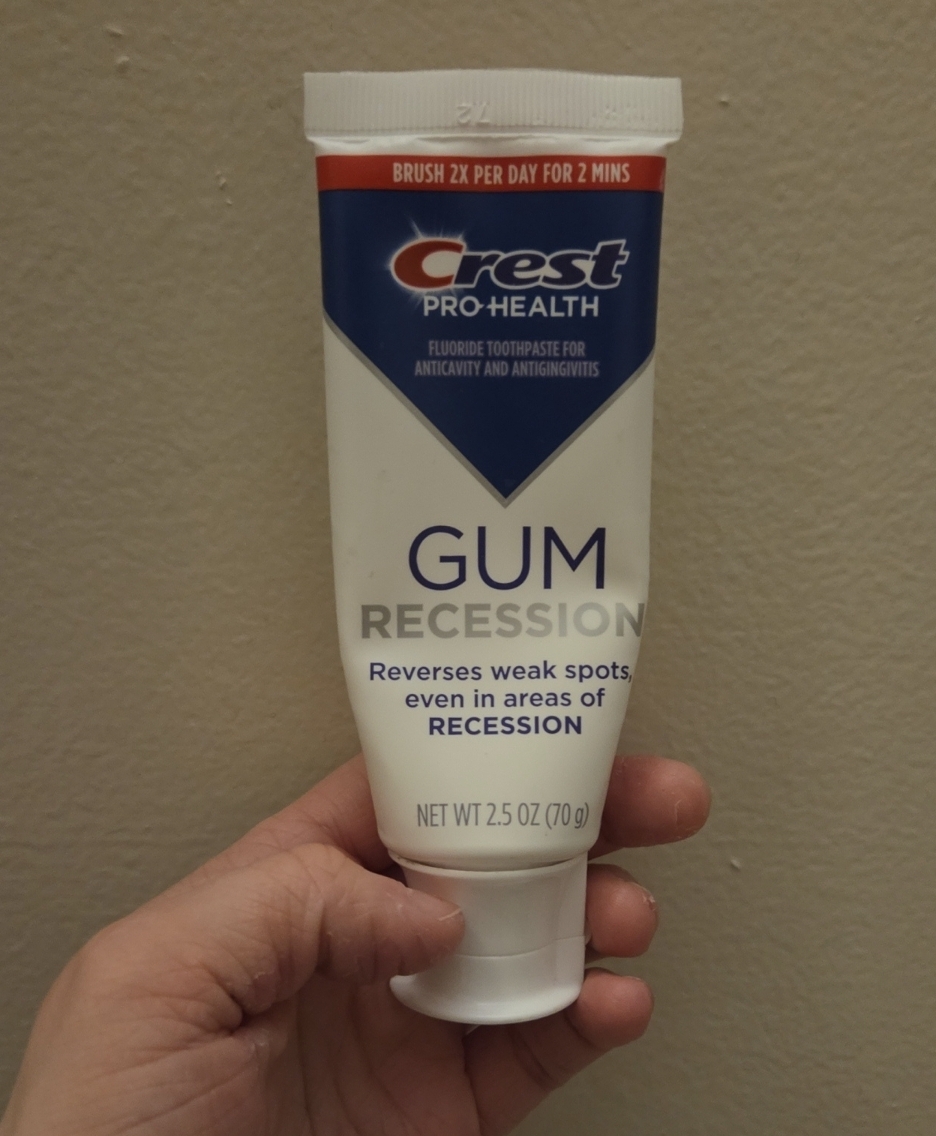 BRUSH 2X PER DAY FOR 2 MINS
Crest
PRO-HEALTH
FLUORIDE TOOTHPASTE FOR
ANTICAVITY AND ANTIGINGIVITIS
GUM
RECESSION
Reverses weak spots,
even in areas of
RECESSION
NET WT 2.5 OZ (70 g)